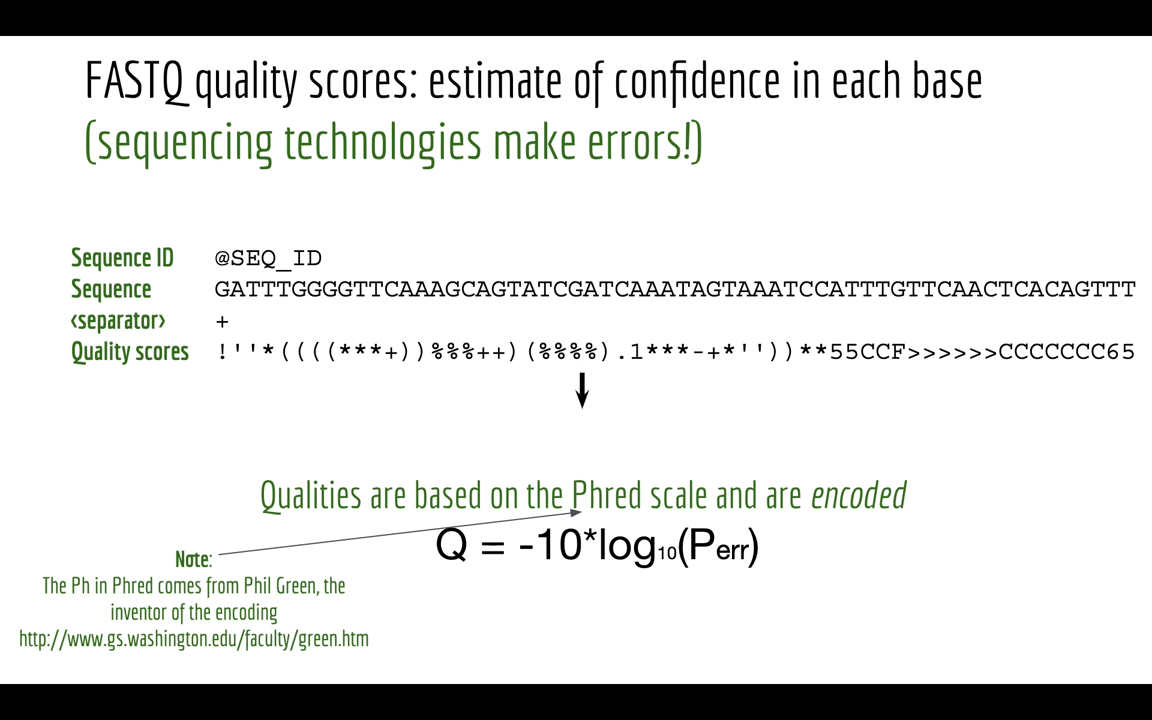 FASTQ quality scores: estimate of confidence in each base
(sequencing technologies make errors!)
Sequence ID @SEQ_ID
Sequence GATTTGGGGTTCAAAGCAGTATCGATCAAATAGTAAATCCATTTGTTCAACTCACAGTTT
<separator> +
Quality scores !''*((((***+))%%%++)(%%%%).1***-+*''))**55CCF>>>>>>CCCCCCC65
Qualities are based on the Phred scale and are encoded
Q = -10*log10(Perr)
Note:
The Ph in Phred comes from Phil Green, the
inventor of the encoding
http://www.gs.washington.edu/faculty/green.htm